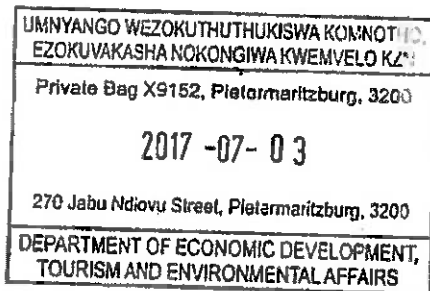 UMNYANGO WEZOKUTHUTHUKISWA KOMNOTHO,
EZOKUVAKASHA NOKONGIWA KWEMVELO
Private Bag X9152, Pietermaritzburg, 3200
2017 -07- 03
270 Jabu Ndlovu Street, Pietermaritzburg, 3200
DEPARTMENT OF ECONOMIC DEVELOPMENT,
TOURISM AND ENVIRONMENTAL AFFAIRS